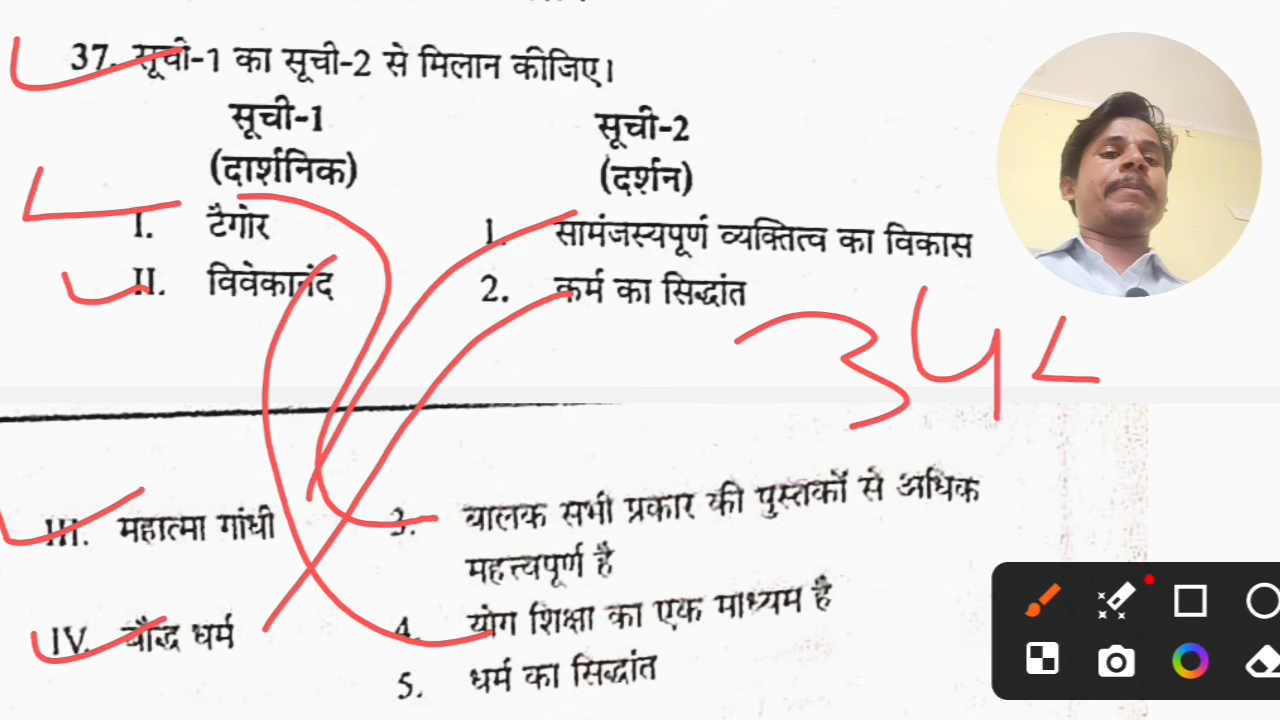 37. सूची-1 का सूची-2 से मिलान कीजिए।
सूची-1 सूची-2
(दार्शनिक) (दर्शन)
I. टैगोर 1. सामंजस्यपूर्ण व्यक्तित्व का विकास
II. विवेकानंद 2. कर्म का सिद्धांत
34
III. महात्मा गांधी 3. बालक सभी प्रकार की पुस्तकों से अधिक
महत्त्वपूर्ण है
IV. बौद्ध धर्म 4. योग शिक्षा का एक माध्यम है
5. धर्म का सिद्धांत